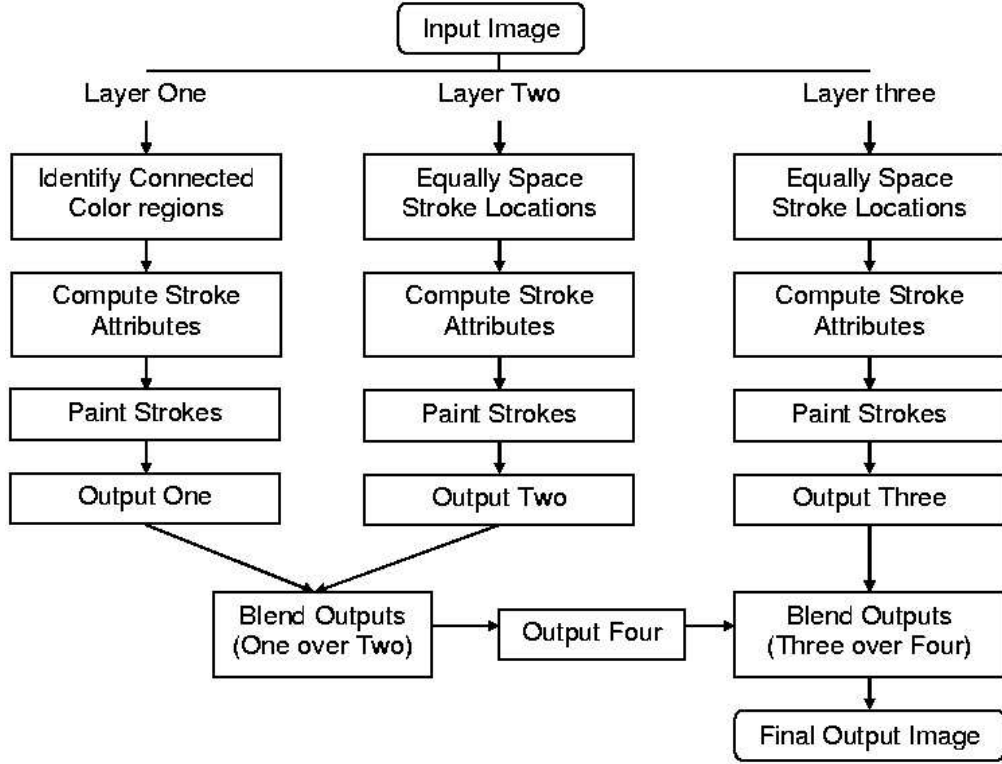 Input Image
Layer One
Layer Two
Layer three
Identify Connected
Color regions
Equally Space
Stroke Locations
Equally Space
Stroke Locations
Compute Stroke
Attributes
Compute Stroke
Attributes
Compute Stroke
Attributes
Paint Strokes
Paint Strokes
Paint Strokes
Output One
Output Two
Output Three
Blend Outputs
(One over Two)
Output Four
Blend Outputs
(Three over Four)
Final Output Image